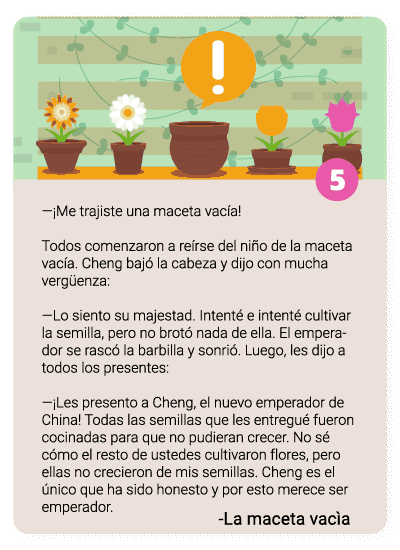 !
5
—¡Me trajiste una maceta vacía!
Todos comenzaron a reírse del niño de la maceta
vacía. Cheng bajó la cabeza y dijo con mucha
vergüenza:
—Lo siento su majestad. Intenté e intenté cultivar
la semilla, pero no brotó nada de ella. El empera-
dor se rascó la barbilla y sonrió. Luego, les dijo a
todos los presentes:
—¡Les presento a Cheng, el nuevo emperador de
China! Todas las semillas que les entregué fueron
cocinadas para que no pudieran crecer. No sé
cómo el resto de ustedes cultivaron flores, pero
ellas no crecieron de mis semillas. Cheng es el
único que ha sido honesto y por esto merece ser
emperador.
-La maceta vacìa